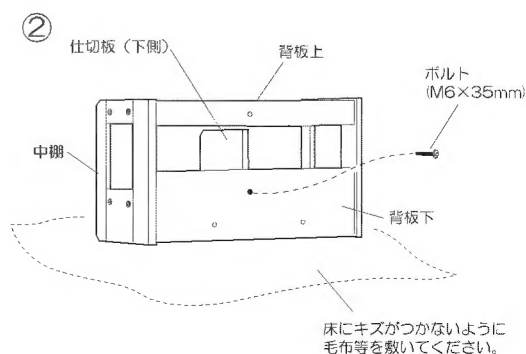 ②
仕切板（下側）
背板上
ボルト
(M6×35mm)
中棚
背板下
床にキズがつかないように
毛布等を敷いてください。